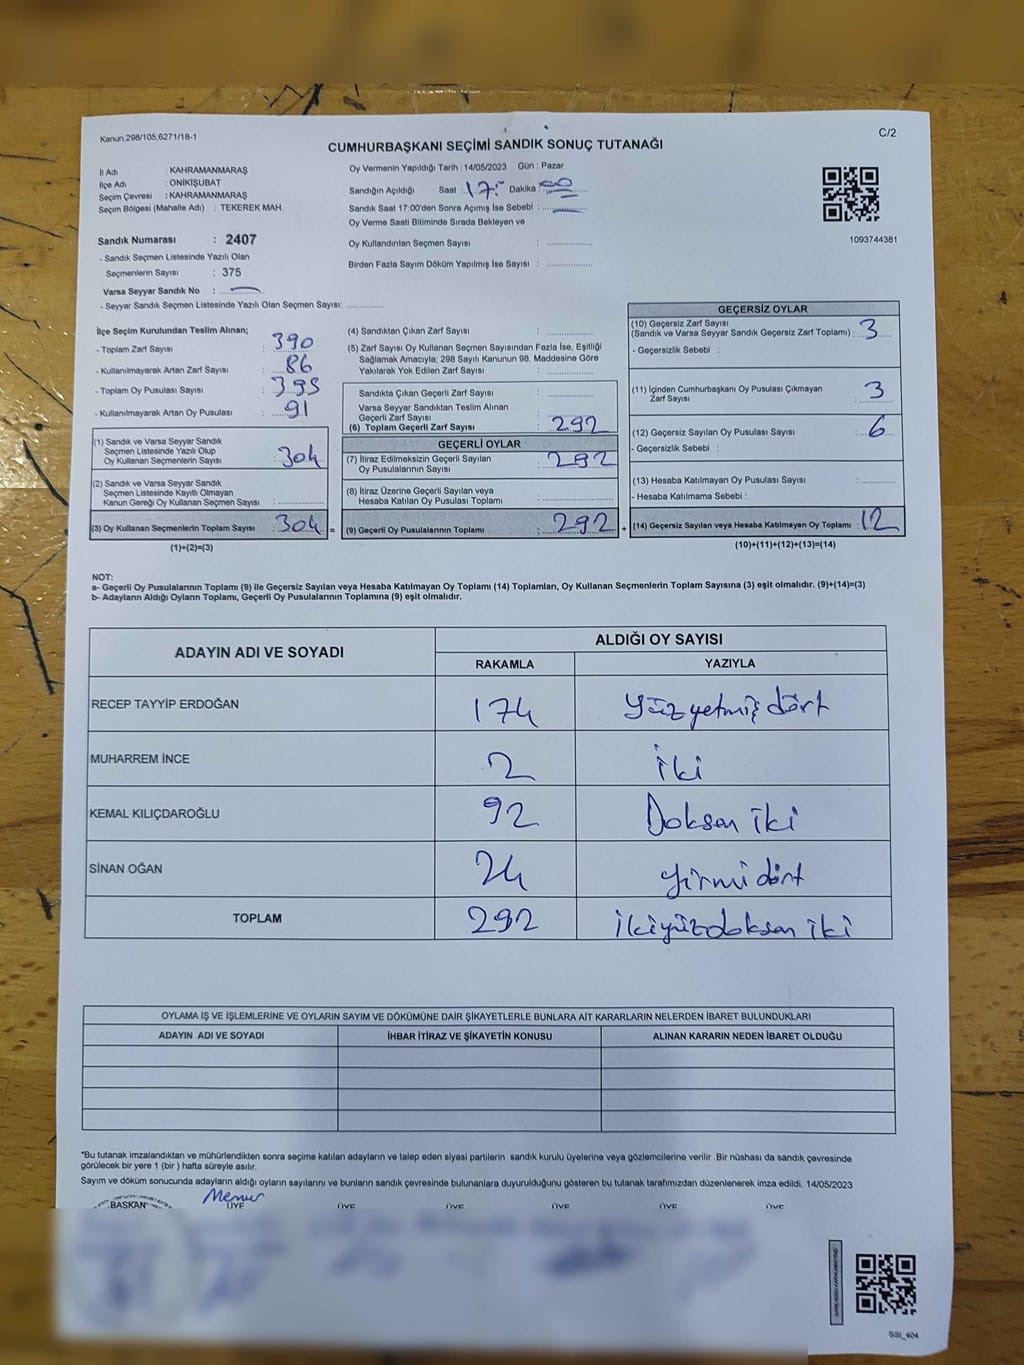 Kanun;298/105,6271/18-1
C/2
CUMHURBAŞKANI SEÇİMİ SANDIK SONUÇ TUTANAĞI
İl Adı : KAHRAMANMARAŞ
İlçe Adı : ONİKİŞUBAT
Seçim Çevresi : KAHRAMANMARAŞ
Seçim Bölgesi (Mahalle Adı) : TEKEREK MAH.
Oy Vermenin Yapıldığı Tarih : 14/05/2023 Gün : Pazar
Sandığın Açıldığı Saat : 17:- Dakika : 00
Sandık Saat 17:00'den Sonra Açımış İse Sebebi :
Oy Verme Saati Bitiminde Sırada Bekleyen ve
Oy Kullandırılan Seçmen Sayısı :
Birden Fazla Sayım Döküm Yapılmış İse Sayısı :
1093744381
Sandık Numarası : 2407
- Sandık Seçmen Listesinde Yazılı Olan
Seçmenlerin Sayısı : 375
Varsa Seyyar Sandık No :
- Seyyar Sandık Seçmen Listesinde Yazılı Olan Seçmen Sayısı:
İlçe Seçim Kurulundan Teslim Alınan;
- Toplam Zarf Sayısı : 390
- Kullanılmayarak Artan Zarf Sayısı : 86
- Toplam Oy Pusulası Sayısı : 395
- Kullanılmayarak Artan Oy Pusulası : 91
(1) Sandık ve Varsa Seyyar Sandık
Seçmen Listesinde Yazılı Olup
Oy Kullanan Seçmenlerin Sayısı : 304
(2) Sandık ve Varsa Seyyar Sandık
Seçmen Listesinde Kayıtlı Olmayan
Kanun Gereği Oy Kullanan Seçmen Sayısı :
(3) Oy Kullanan Seçmenlerin Toplam Sayısı : 304 =
(1)+(2)=(3)
(4) Sandıktan Çıkan Zarf Sayısı :
(5) Zarf Sayısı Oy Kullanan Seçmen Sayısından Fazla İse, Eşitliği
Sağlamak Amacıyla; 298 Sayılı Kanunun 98. Maddesine Göre
Yakılarak Yok Edilen Zarf Sayısı :
Sandıkta Çıkan Geçerli Zarf Sayısı :
Varsa Seyyar Sandıktan Teslim Alınan
Geçerli Zarf Sayısı :
(6) Toplam Geçerli Zarf Sayısı : 292
GEÇERLİ OYLAR
(7) İtiraz Edilmeksizin Geçerli Sayılan
Oy Pusulalarının Sayısı : 292
(8) İtiraz Üzerine Geçerli Sayılan veya
Hesaba Katılan Oy Pusulası Toplamı :
(9) Geçerli Oy Pusulalarının Toplamı : 292 +
GEÇERSİZ OYLAR
(10) Geçersiz Zarf Sayısı
(Sandık ve Varsa Seyyar Sandık Geçersiz Zarf Toplamı) : 3
- Geçersizlik Sebebi :
(11) İçinden Cumhurbaşkanı Oy Pusulası Çıkmayan
Zarf Sayısı : 3
(12) Geçersiz Sayılan Oy Pusulası Sayısı : 6
- Geçersizlik Sebebi :
(13) Hesaba Katılmayan Oy Pusulası Sayısı :
- Hesaba Katılmama Sebebi :
(14) Geçersiz Sayılan veya Hesaba Katılmayan Oy Toplamı : 12
(10)+(11)+(12)+(13)=(14)
NOT:
a- Geçerli Oy Pusulalarının Toplamı (9) ile Geçersiz Sayılan veya Hesaba Katılmayan Oy Toplamı (14) Toplamları, Oy Kullanan Seçmenlerin Toplam Sayısına (3) eşit olmalıdır. (9)+(14)=(3)
b- Adayların Aldığı Oyların Toplamı, Geçerli Oy Pusulalarının Toplamına (9) eşit olmalıdır.
ADAYIN ADI VE SOYADI
ALDIĞI OY SAYISI
RAKAMLA YAZIYLA
RECEP TAYYİP ERDOĞAN 174 Yüzyetmiş dört
MUHARREM İNCE 2 İki
KEMAL KILIÇDAROĞLU 92 Doksan iki
SİNAN OĞAN 24 yirmi dört
TOPLAM 292 İkiyüzdoksan iki
OYLAMA İŞ VE İŞLEMLERİNE VE OYLARIN SAYIM VE DÖKÜMÜNE DAİR ŞİKAYETLERLE BUNLARA AİT KARARLARIN NELERDEN İBARET BULUNDUKLARI
ADAYIN ADI VE SOYADI İHBAR İTİRAZ VE ŞİKAYETİN KONUSU ALINAN KARARIN NEDEN İBARET OLDUĞU
*Bu tutanak imzalandıktan ve mühürlendikten sonra seçime katılan adayların ve talep eden siyasi partilerin sandık kurulu üyelerine veya gözlemcilerine verilir .Bir nüshası da sandık çevresinde
görülecek bir yere 1 (bir ) hafta süreyle asılır.
Sayım ve döküm sonucunda adayların aldığı oyların sayılarını ve bunların sandık çevresinde bulunanlara duyurulduğunu gösteren bu tutanak tarafımızdan düzenlenerek imza edildi. 14/05/2023
Memur
BAŞKAN ÜYE ÜYE ÜYE ÜYE ÜYE ÜYE
SSI_404